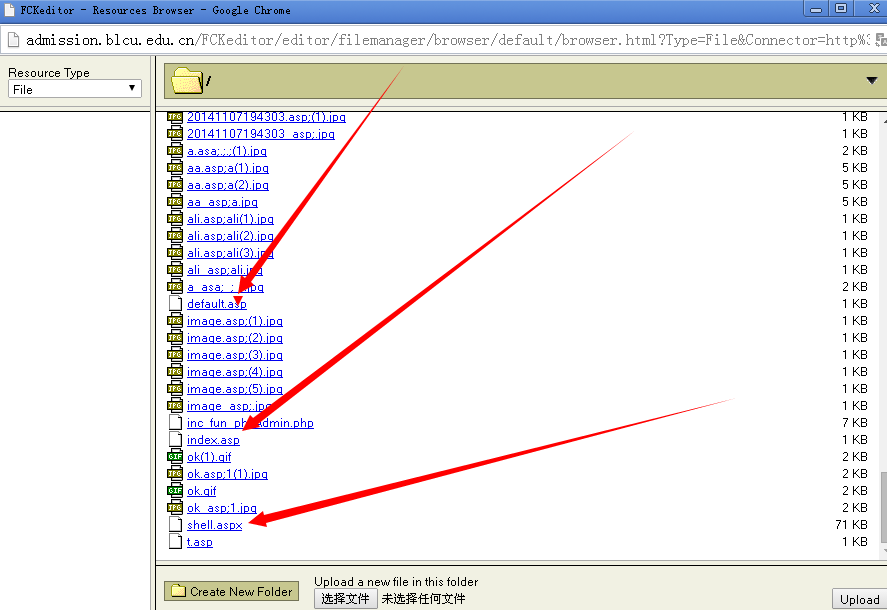 FCKeditor - Resources Browser - Google Chrome
admission.blcu.edu.cn/FCKeditor/editor/filemanager/browser/default/browser.html?Type=File&Connector=http%3
Resource Type
File
/
20141107194303.asp;(1).jpg 1 KB
20141107194303_asp;.jpg 1 KB
a.asa;.;.;(1).jpg 2 KB
aa.asp;a(1).jpg 5 KB
aa.asp;a(2).jpg 5 KB
aa_asp;a.jpg 5 KB
ali.asp;ali(1).jpg 1 KB
ali.asp;ali(2).jpg 1 KB
ali.asp;ali(3).jpg 1 KB
ali_asp;ali.jpg 1 KB
2 KB
default.asp 1 KB
image.asp;(1).jpg 1 KB
image.asp;(2).jpg 1 KB
image.asp;(3).jpg 1 KB
image.asp;(4).jpg 1 KB
image.asp;(5).jpg 1 KB
image_asp;.jpg 1 KB
7 KB
index.asp 1 KB
ok(1).gif 2 KB
ok.asp;1(1).jpg 2 KB
ok.gif 2 KB
ok_asp;1.jpg 2 KB
shell.aspx 71 KB
t.asp 1 KB
Create New Folder
Upload a new file in this folder
选择文件 未选择任何文件
Upload